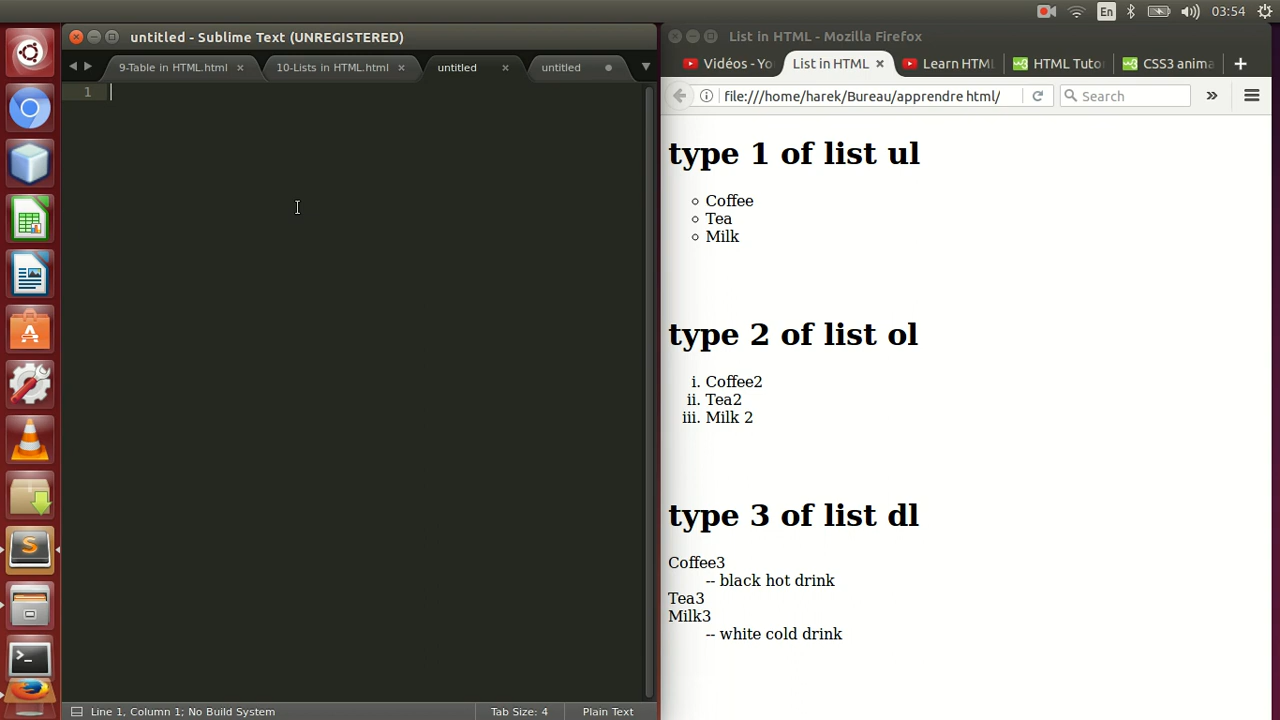 untitled - Sublime Text (UNREGISTERED)
9-Table in HTML.html
10-Lists in HTML.html
untitled
untitled
1
Line 1, Column 1; No Build System
Tab Size: 4
Plain Text
En
03:54
List in HTML - Mozilla Firefox
Vidéos - Yo
List in HTML
Learn HTML
HTML Tuto
CSS3 anima
file:///home/harek/Bureau/apprendre html/
Search
type 1 of list ul
Coffee
Tea
Milk
type 2 of list ol
i. Coffee2
ii. Tea2
iii. Milk 2
type 3 of list dl
Coffee3
-- black hot drink
Tea3
Milk3
-- white cold drink